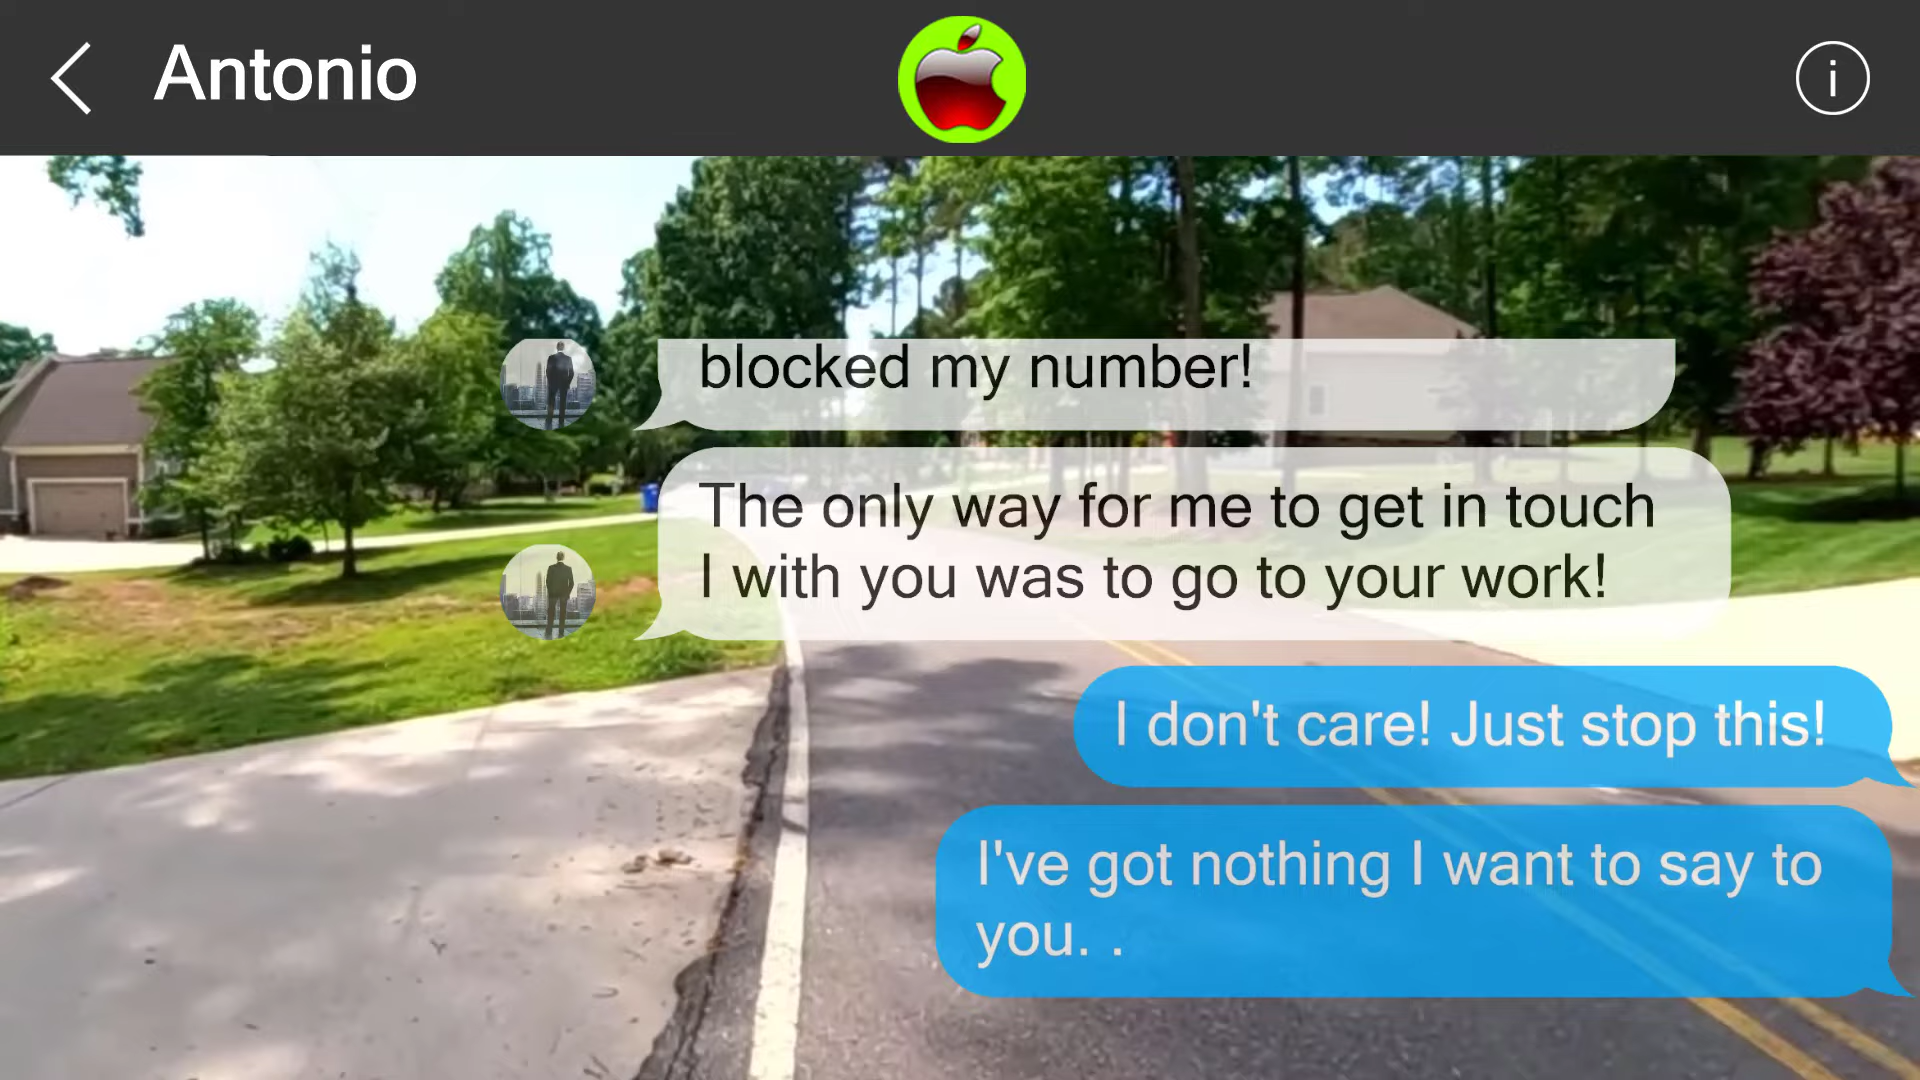 Antonio
i
blocked my number!
The only way for me to get in touch
I with you was to go to your work!
I don't care! Just stop this!
I've got nothing I want to say to
you. .